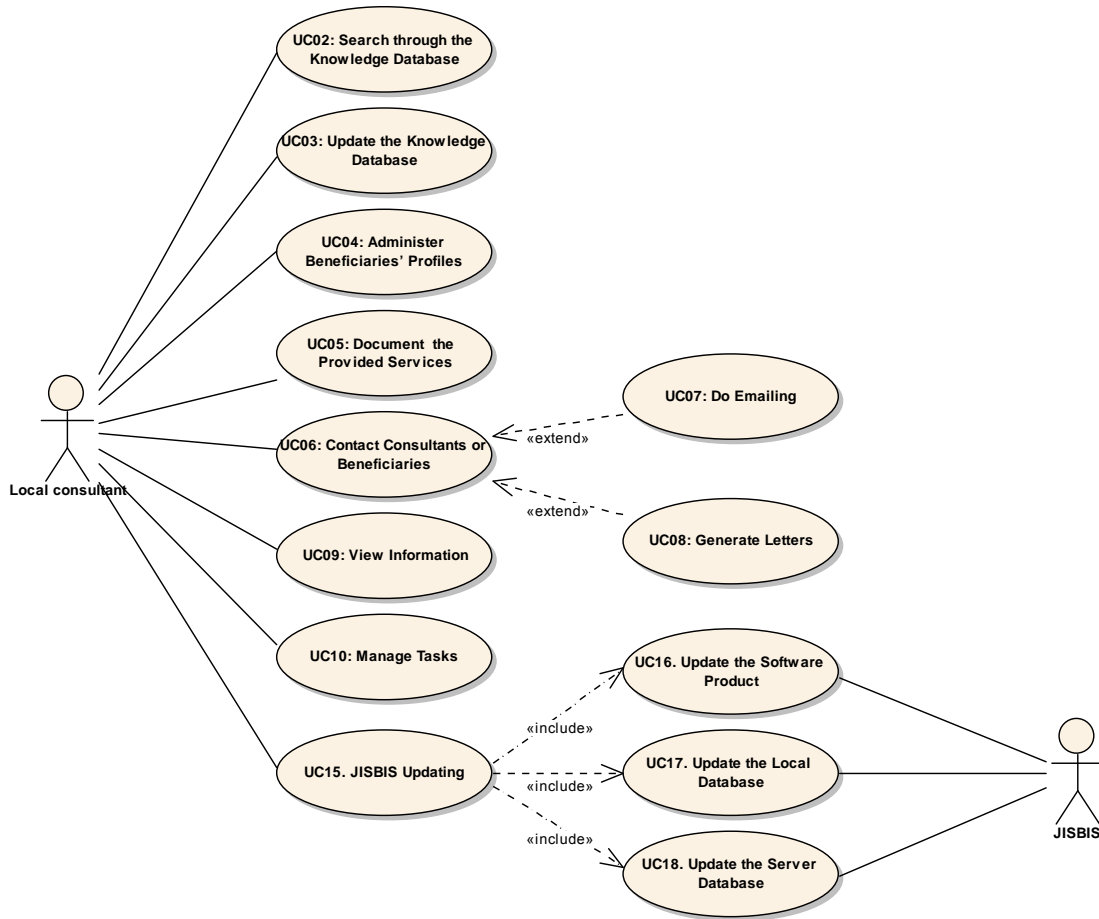 UC02: Search through the
Knowledge Database
UC03: Update the Knowledge
Database
UC04: Administer
Beneficiaries' Profiles
UC05: Document the
Provided Services
UC07: Do Emailing
«extend»
UC06: Contact Consultants or
Beneficiaries
Local consultant
«extend»
UC08: Generate Letters
UC09: View Information
UC10: Manage Tasks
UC16. Update the Software
Product
«include»
UC15. JISBIS Updating
UC17. Update the Local
Database
«include»
JISBIS
«include»
UC18. Update the Server
Database